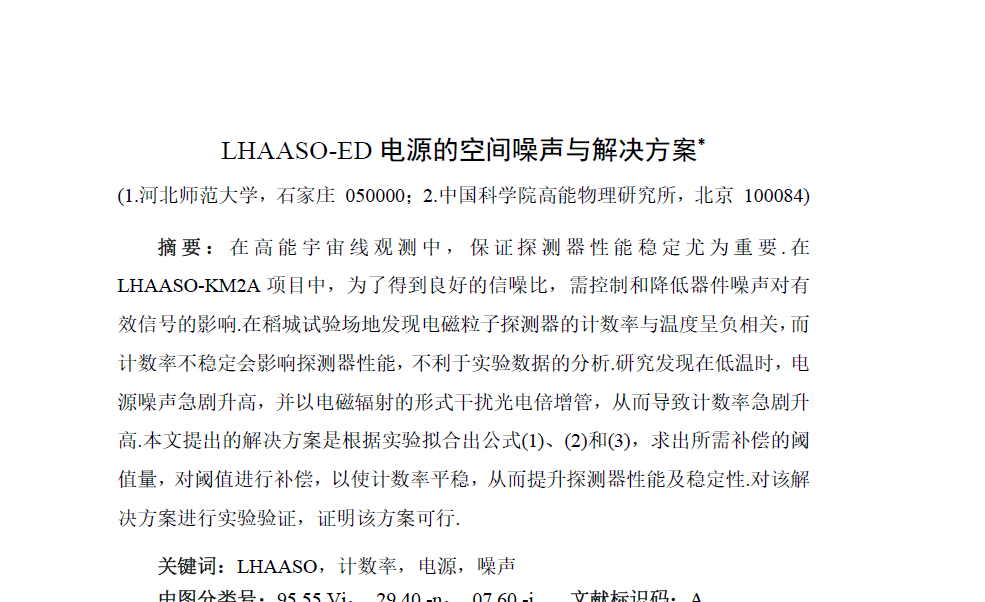 LHAASO-ED 电源的空间噪声与解决方案*
(1.河北师范大学，石家庄 050000；2.中国科学院高能物理研究所，北京 100084)
摘要：在高能宇宙线观测中，保证探测器性能稳定尤为重要.在
LHAASO-KM2A 项目中，为了得到良好的信噪比，需控制和降低器件噪声对有
效信号的影响.在稻城试验场地发现电磁粒子探测器的计数率与温度呈负相关，而
计数率不稳定会影响探测器性能，不利于实验数据的分析.研究发现在低温时，电
源噪声急剧升高，并以电磁辐射的形式干扰光电倍增管，从而导致计数率急剧升
高.本文提出的解决方案是根据实验拟合出公式(1)、(2)和(3)，求出所需补偿的阈
值量，对阈值进行补偿，以使计数率平稳，从而提升探测器性能及稳定性.对该解
决方案进行实验验证，证明该方案可行.
关键词：LHAASO，计数率，电源，噪声
中图分类号：95.55.Vj， 29.40.-n， 07.60.-j 文献标识码：A